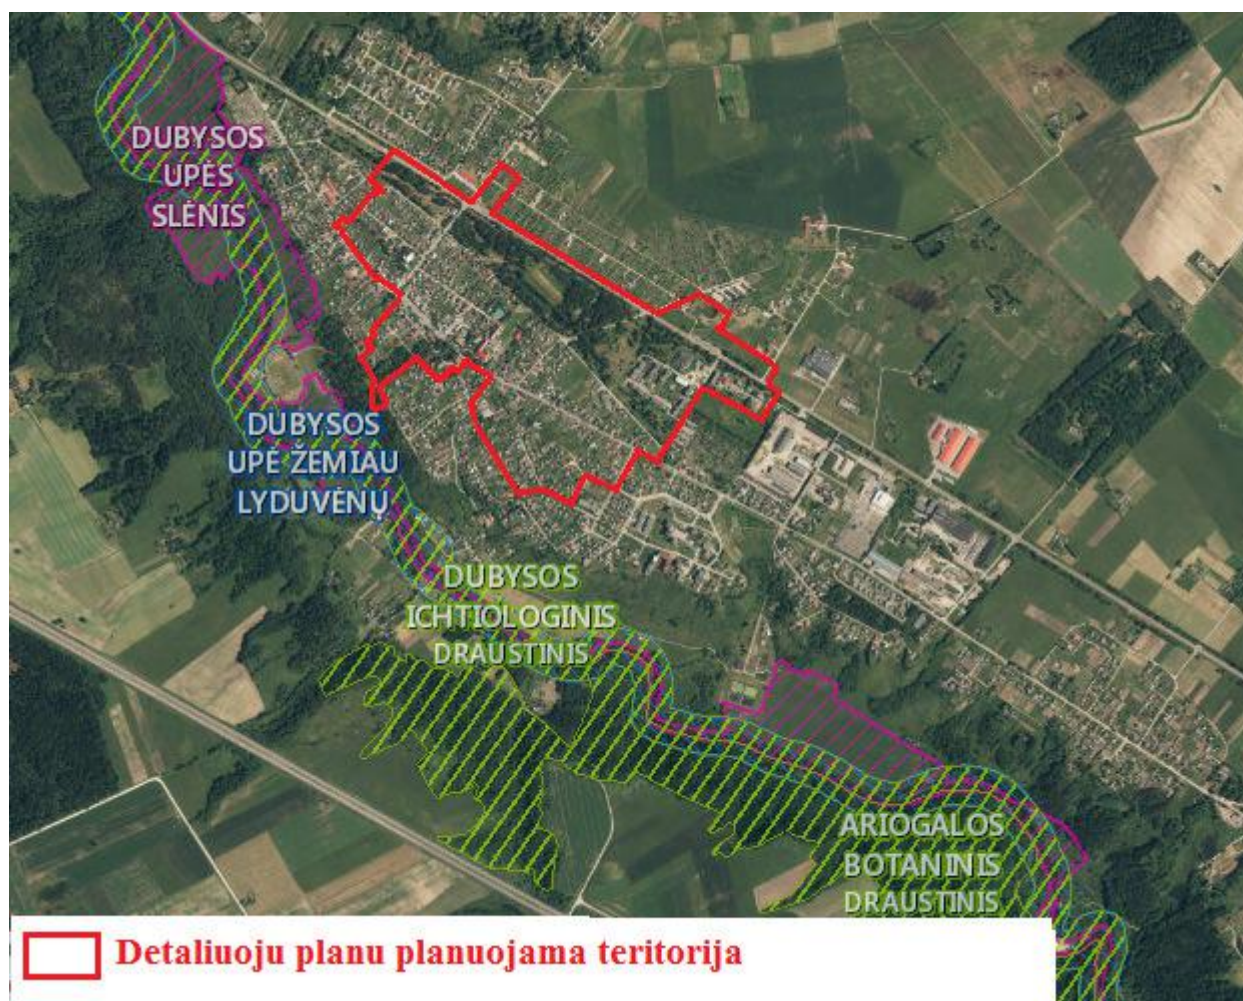 DUBYSOS
UPĖS
SLĖNIS
DUBYSOS
UPĖ ŽEMIAU
LYDUVĖNŲ
DUBYSOS
ICHTIOLOGINIS
DRAUSTINIS
ARIOGALOS
BOTANINIS
DRAUSTINIS
Detaliuoju planu planuojama teritorija